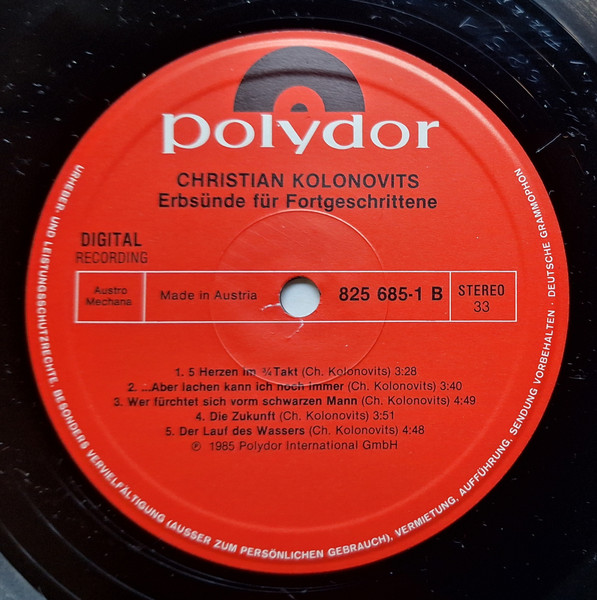 polydor
CHRISTIAN KOLONOVITS
Erbsünde für Fortgeschrittene
DIGITAL
RECORDING
Austro
Mechana
Made in Austria
825 685-1 B
STEREO
33
1. 5 Herzen im ¾ Takt (Ch. Kolonovits) 3:28
2. ...Aber lachen kann ich noch immer (Ch. Kolonovits) 3:40
3. Wer fürchtet sich vorm schwarzen Mann (Ch. Kolonovits) 4:49
4. Die Zukunft (Ch. Kolonovits) 3:51
5. Der Lauf des Wassers (Ch. Kolonovits) 4:48
℗ 1985 Polydor International GmbH
URHEBER- UND LEISTUNGSSCHUTZRECHTE, BESONDERS VERVIELFÄLTIGUNG (AUSSER ZUM PERSÖNLICHEN GEBRAUCH), VERMIETUNG, AUFFÜHRUNG, SENDUNG VORBEHALTEN · DEUTSCHE GRAMMOPHON